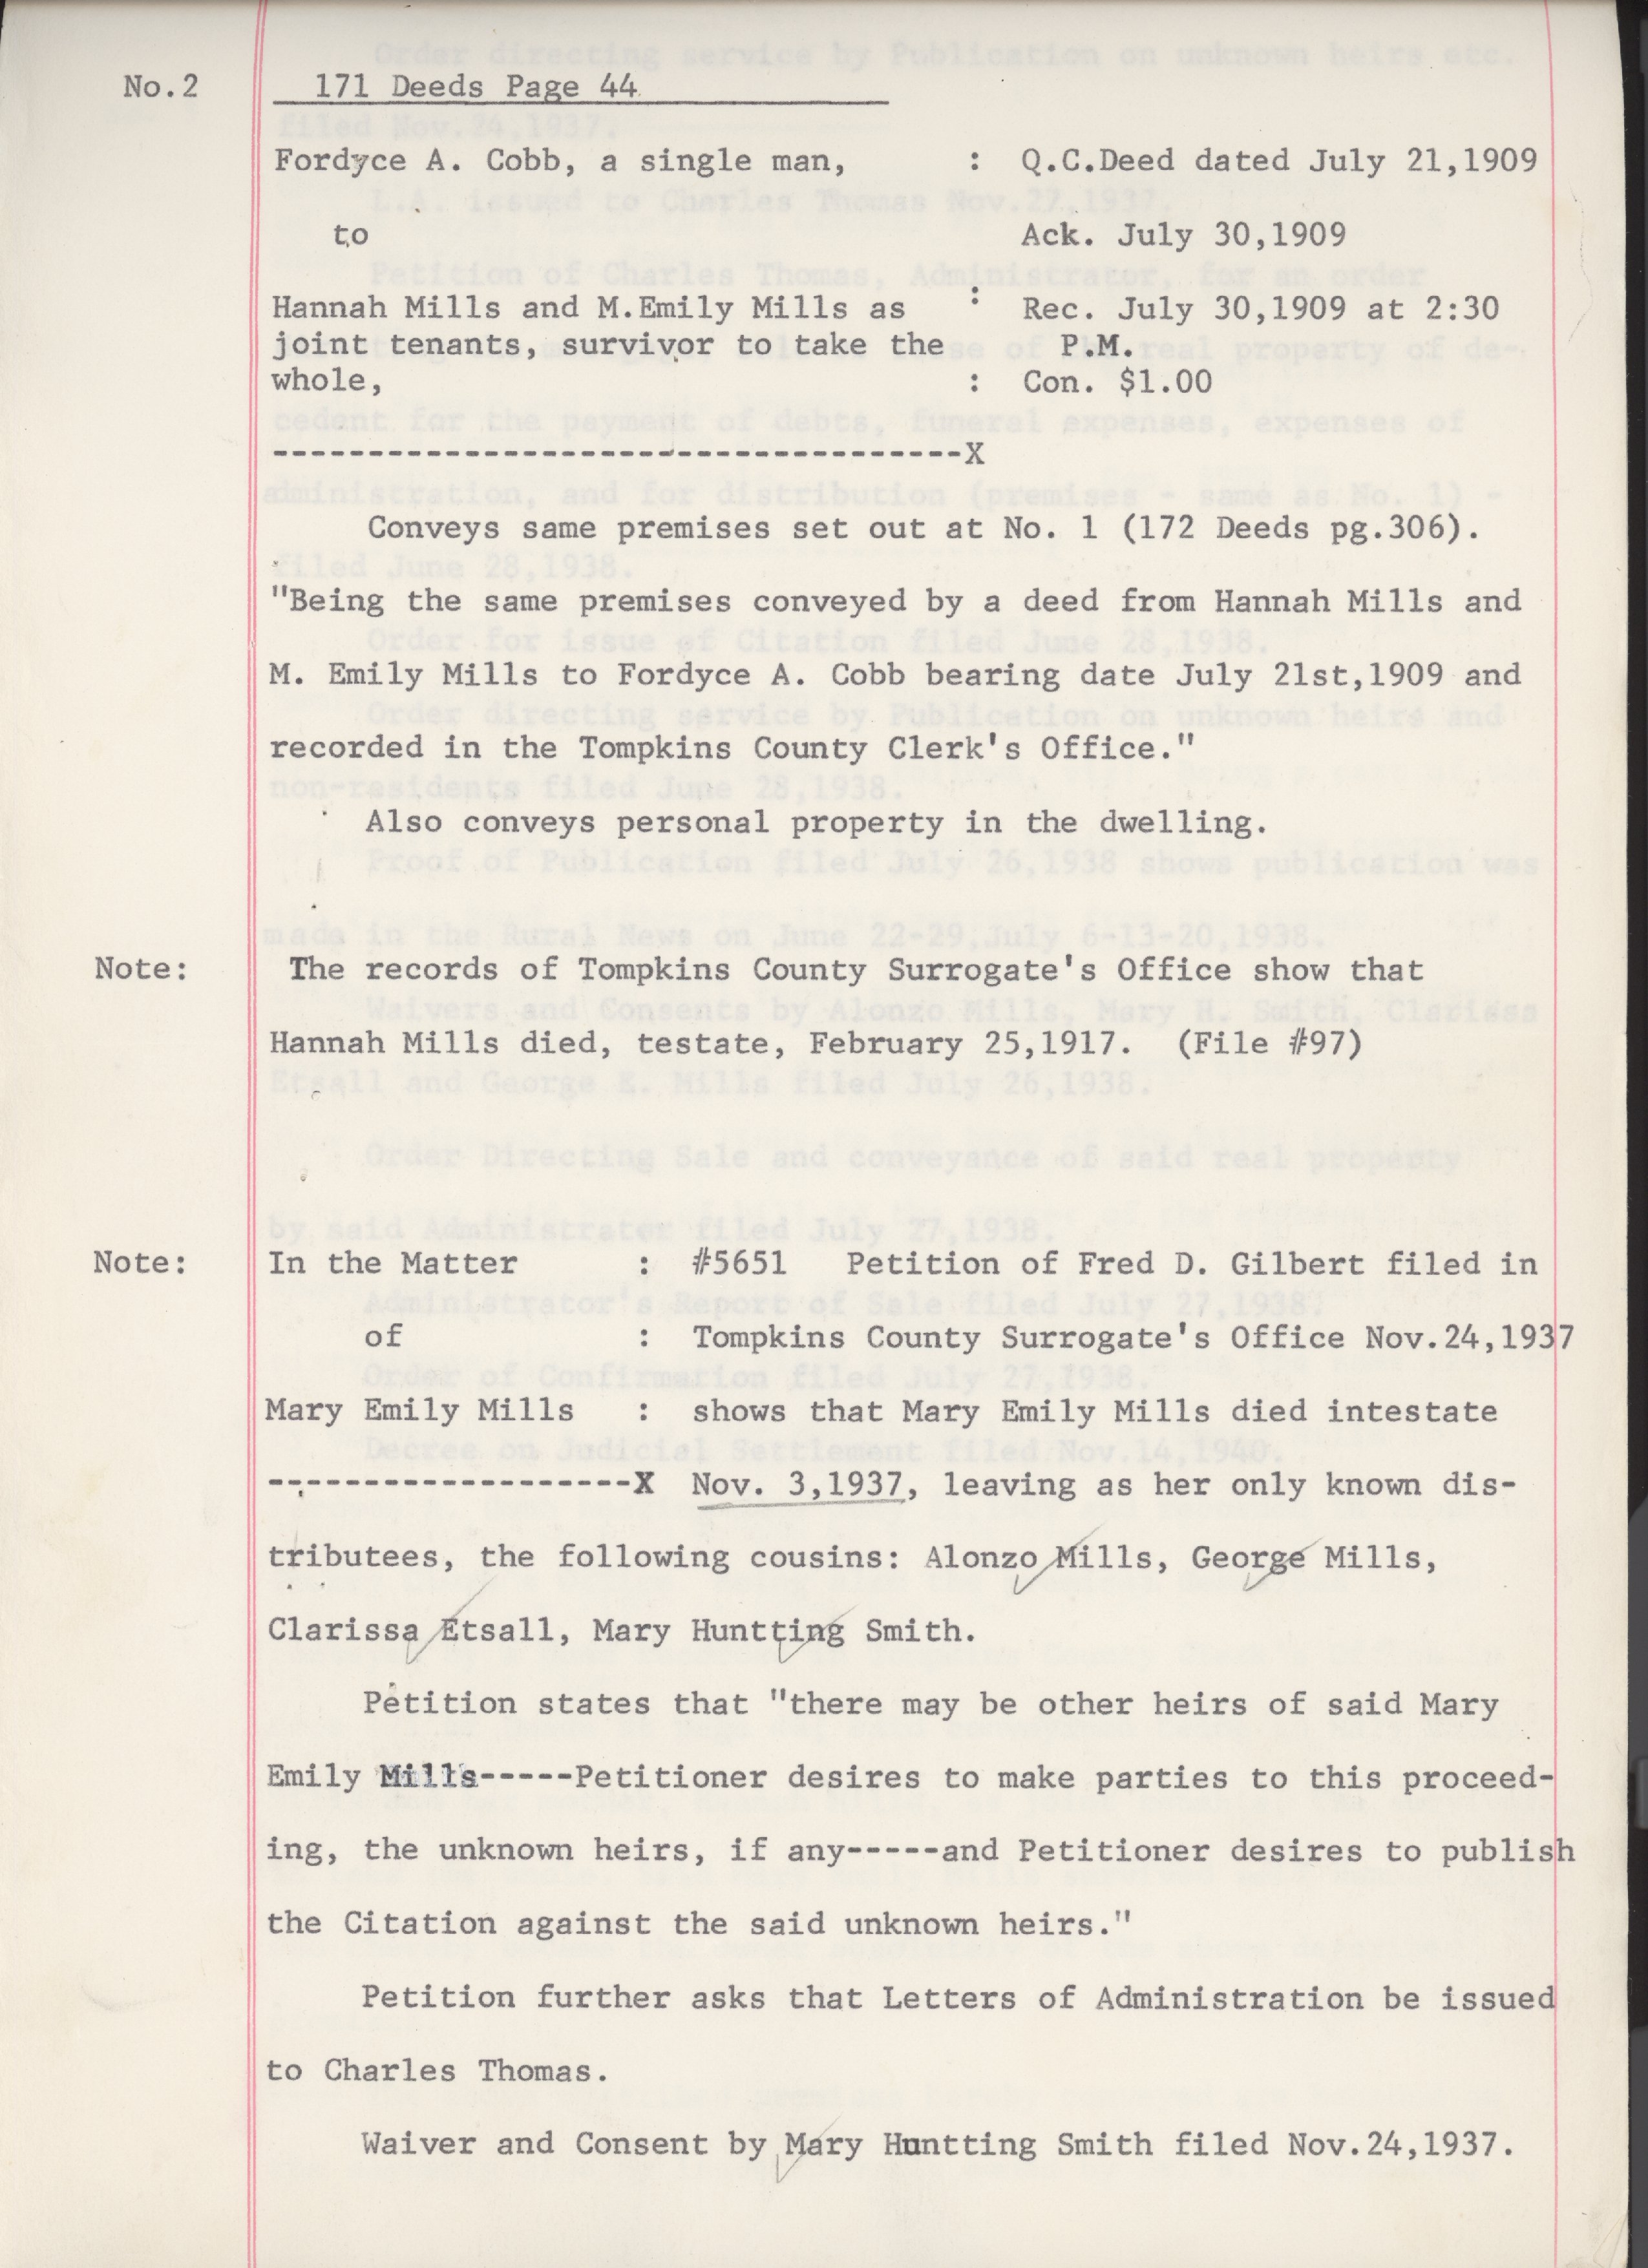 No.2 171 Deeds Page 44
Fordyce A. Cobb, a single man, : Q.C.Deed dated July 21,1909
to Ack. July 30,1909
Hannah Mills and M.Emily Mills as : Rec. July 30,1909 at 2:30
joint tenants, survivor to take the P.M.
whole, : Con. $1.00
------------------------------------X
Conveys same premises set out at No. 1 (172 Deeds pg.306).
"Being the same premises conveyed by a deed from Hannah Mills and
M. Emily Mills to Fordyce A. Cobb bearing date July 21st,1909 and
recorded in the Tompkins County Clerk's Office."
Also conveys personal property in the dwelling.
Note: The records of Tompkins County Surrogate's Office show that
Hannah Mills died, testate, February 25,1917. (File #97)
Note: In the Matter : #5651 Petition of Fred D. Gilbert filed in
of : Tompkins County Surrogate's Office Nov.24,1937
Mary Emily Mills : shows that Mary Emily Mills died intestate
-------------------X Nov. 3,1937, leaving as her only known dis-
tributees, the following cousins: Alonzo Mills, George Mills,
Clarissa Etsall, Mary Huntting Smith.
Petition states that "there may be other heirs of said Mary
Emily Mills-----Petitioner desires to make parties to this proceed-
ing, the unknown heirs, if any-----and Petitioner desires to publish
the Citation against the said unknown heirs."
Petition further asks that Letters of Administration be issued
to Charles Thomas.
Waiver and Consent by Mary Huntting Smith filed Nov.24,1937.